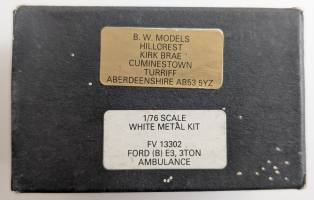 B. W. MODELS
HILLCREST
KIRK BRAE
CUMINESTOWN
TURRIFF
ABERDEENSHIRE AB53 5YZ
1/76 SCALE
WHITE METAL KIT
FV 13302
FORD (B) E3, 3TON
AMBULANCE